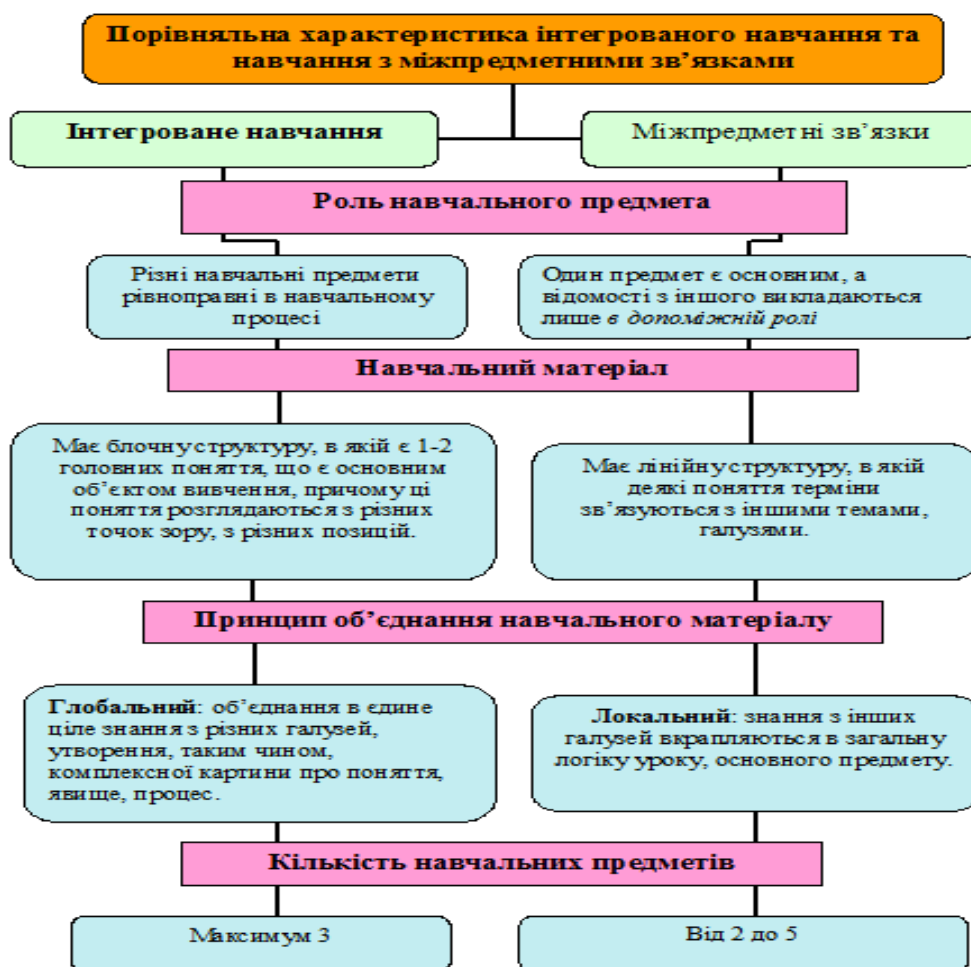 Порівняльна характеристика інтегрованого навчання та
навчання з міжпредметними зв’язками
Інтегроване навчання
Міжпредметні зв’язки
Роль навчального предмета
Різні навчальні предмети
рівноправні в навчальному
процесі
Один предмет є основним, а
відомості з іншого викладаються
лише в допоміжній ролі
Навчальний матеріал
Має блочну структуру, в якій є 1-2
головних поняття, що є основним
об’єктом вивчення, причому ці
поняття розглядаються з різних
точок зору, з різних позицій.
Має лінійну структуру, в якій
деякі поняття терміни
зв’язуються з іншими темами,
галузями.
Принцип об’єднання навчального матеріалу
Глобальний: об’єднання в єдине
ціле знання з різних галузей,
утворення, таким чином,
комплексної картини про поняття,
явище, процес.
Локальний: знання з інших
галузей вкрапляються в загальну
логіку уроку, основного предмету.
Кількість навчальних предметів
Максимум 3
Від 2 до 5